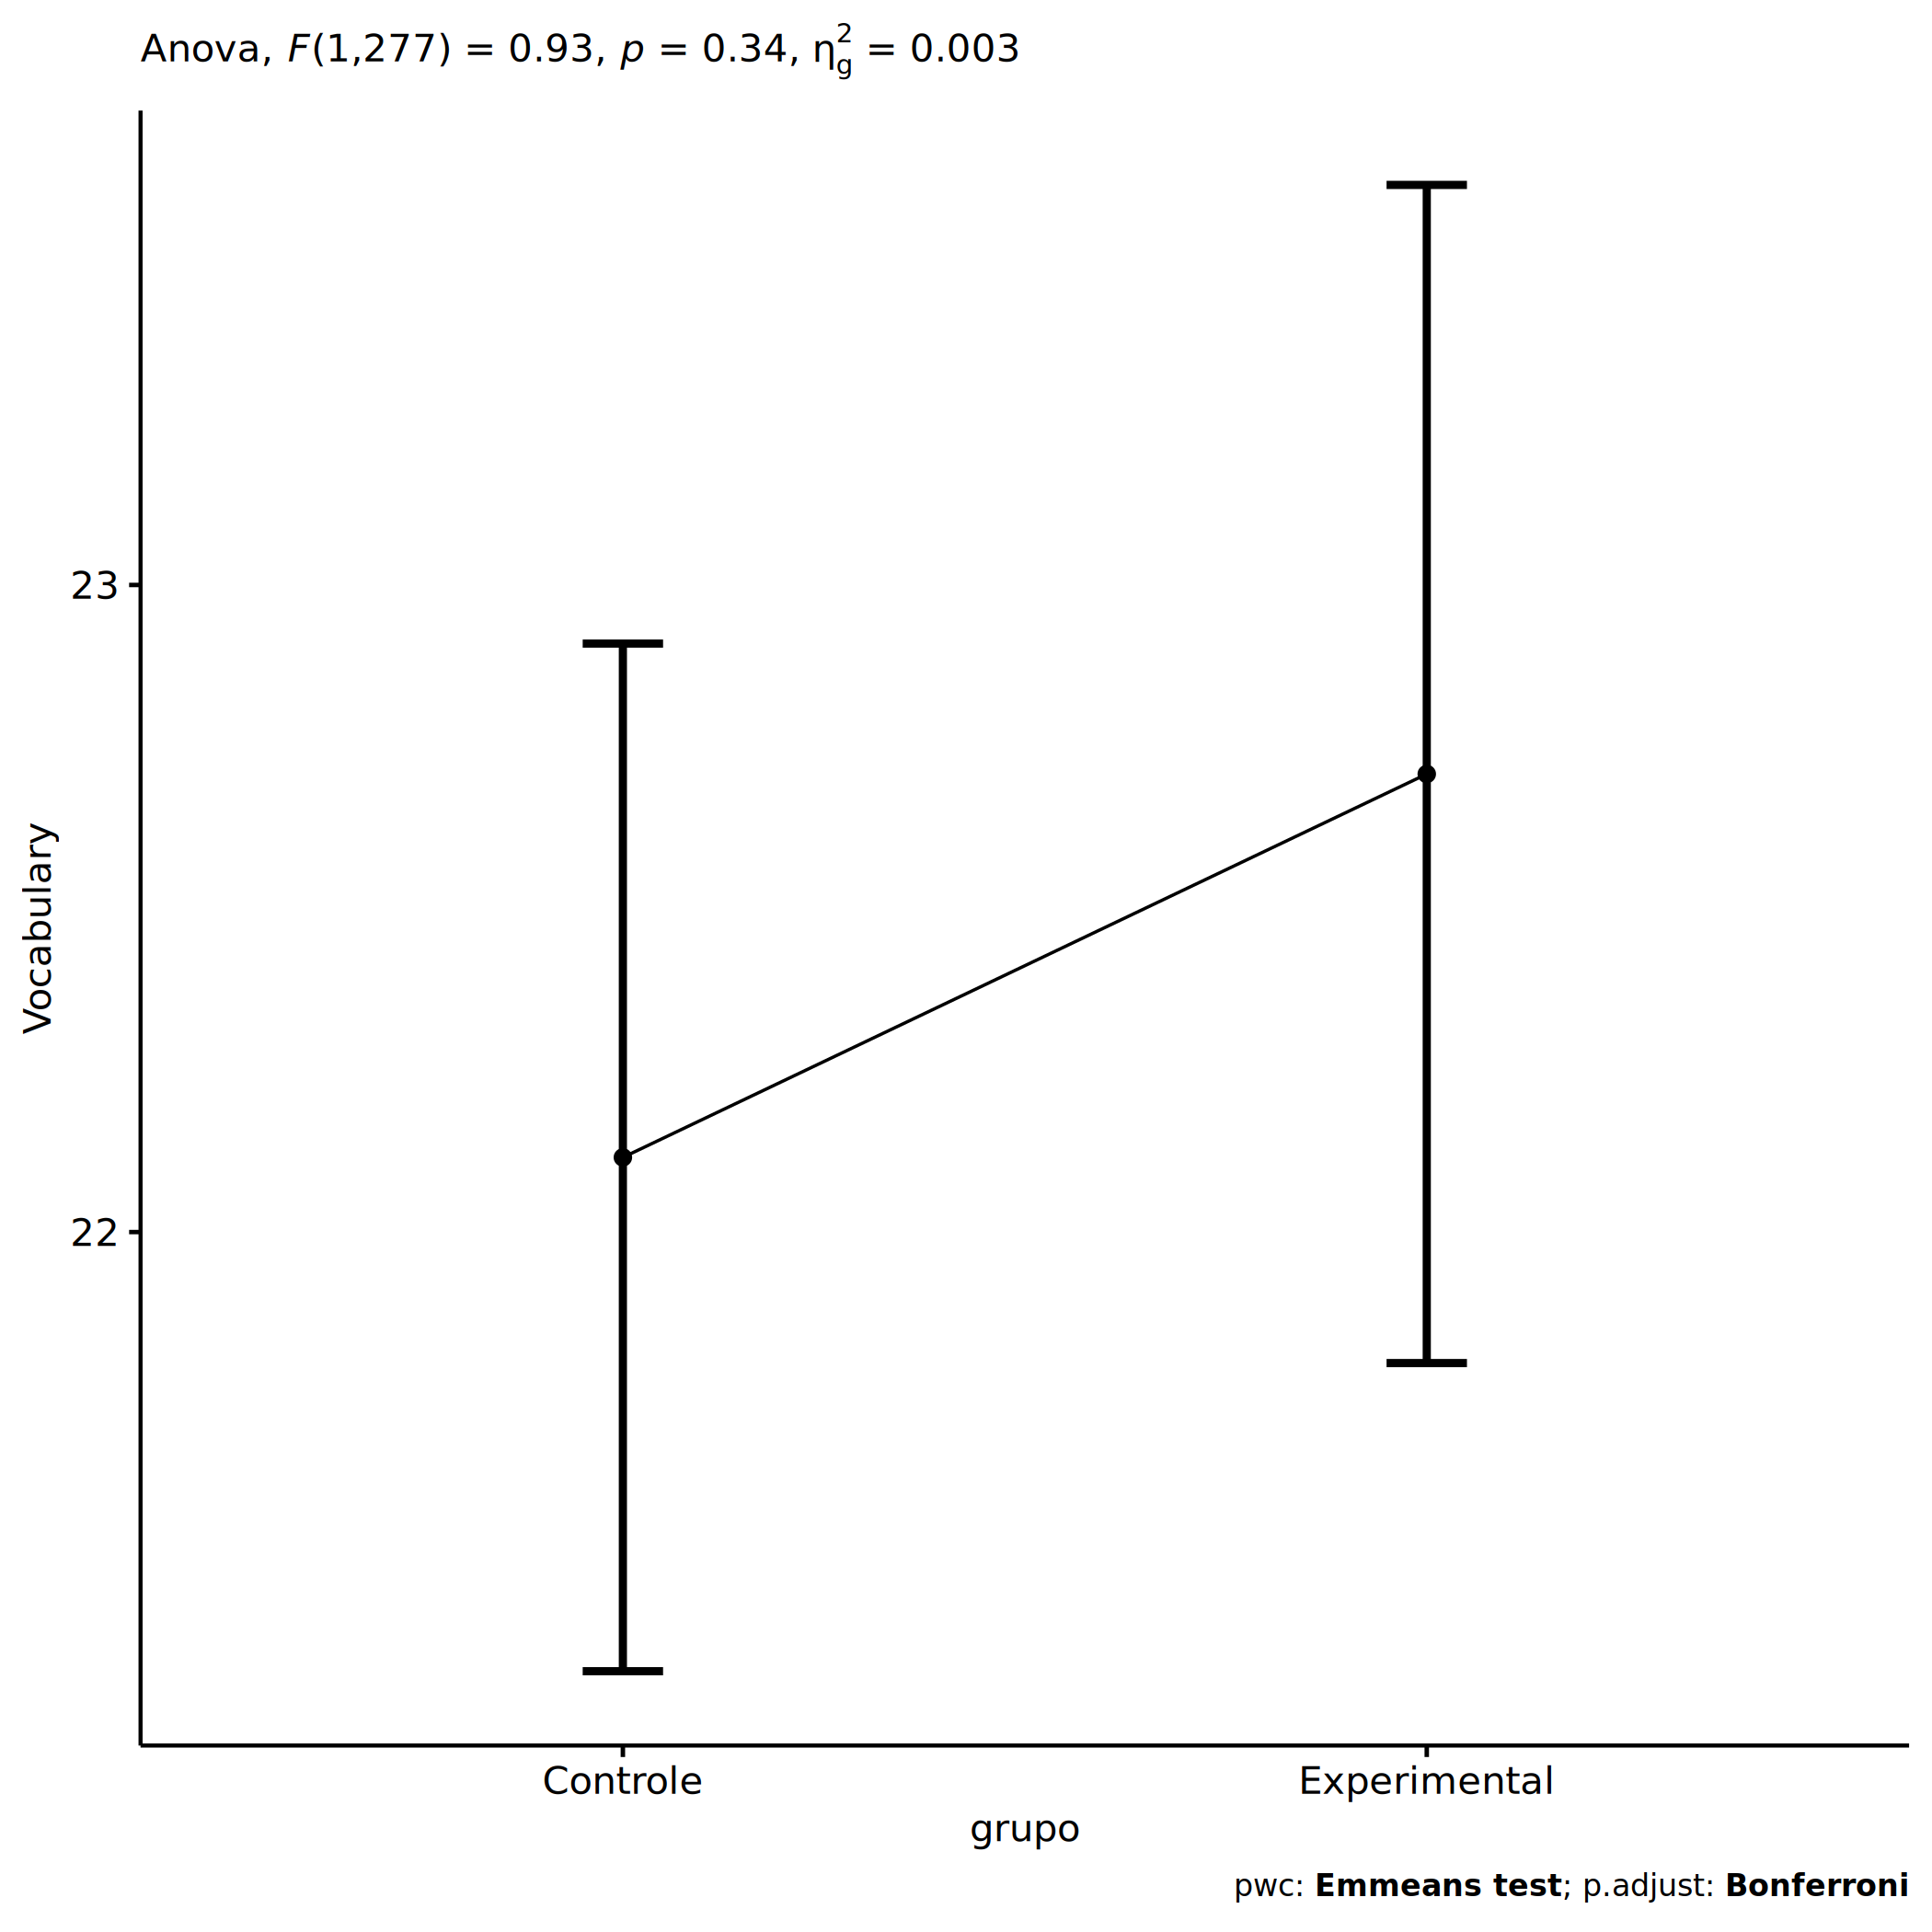 Anova, F(1,277) = 0.93, p = 0.34, η²g = 0.003
23
22
Vocabulary
Controle Experimental
grupo
pwc: Emmeans test; p.adjust: Bonferroni